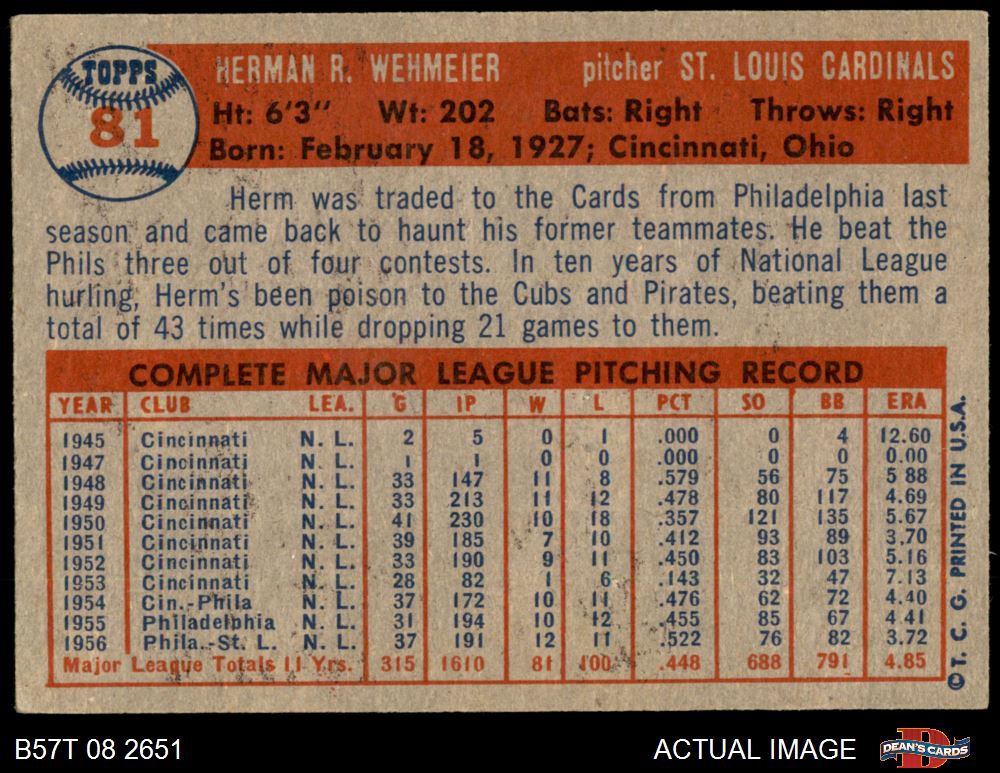 TOPPS
81
HERMAN R. WEHMEIER pitcher ST. LOUIS CARDINALS
Ht: 6'3" Wt: 202 Bats: Right Throws: Right
Born: February 18, 1927; Cincinnati, Ohio
Herm was traded to the Cards from Philadelphia last
season and came back to haunt his former teammates. He beat the
Phils three out of four contests. In ten years of National League
hurling, Herm's been poison to the Cubs and Pirates, beating them a
total of 43 times while dropping 21 games to them.
COMPLETE MAJOR LEAGUE PITCHING RECORD
YEAR CLUB LEA. G IP W L PCT SO BB ERA
1945 Cincinnati N. L. 2 5 0 1 .000 0 4 12.60
1947 Cincinnati N. L. 1 1 0 0 .000 0 0 0.00
1948 Cincinnati N. L. 33 147 11 8 .579 56 75 5.88
1949 Cincinnati N. L. 33 213 11 12 .478 80 117 4.69
1950 Cincinnati N. L. 41 230 10 18 .357 121 135 5.67
1951 Cincinnati N. L. 39 185 7 10 .412 93 89 3.70
1952 Cincinnati N. L. 33 190 9 11 .450 83 103 5.16
1953 Cincinnati N. L. 28 82 1 6 .143 32 47 7.13
1954 Cin.-Phila N. L. 37 172 10 11 .476 62 72 4.40
1955 Philadelphia N. L. 31 194 10 12 .455 85 67 4.41
1956 Phila.-St. L. N. L. 37 191 12 11 .522 76 82 3.72
Major League Totals 11 Yrs. 315 1610 81 100 .448 688 791 4.85
© T. C. G. PRINTED IN U.S.A.
B57T 08 2651 ACTUAL IMAGE DEAN'S CARDS